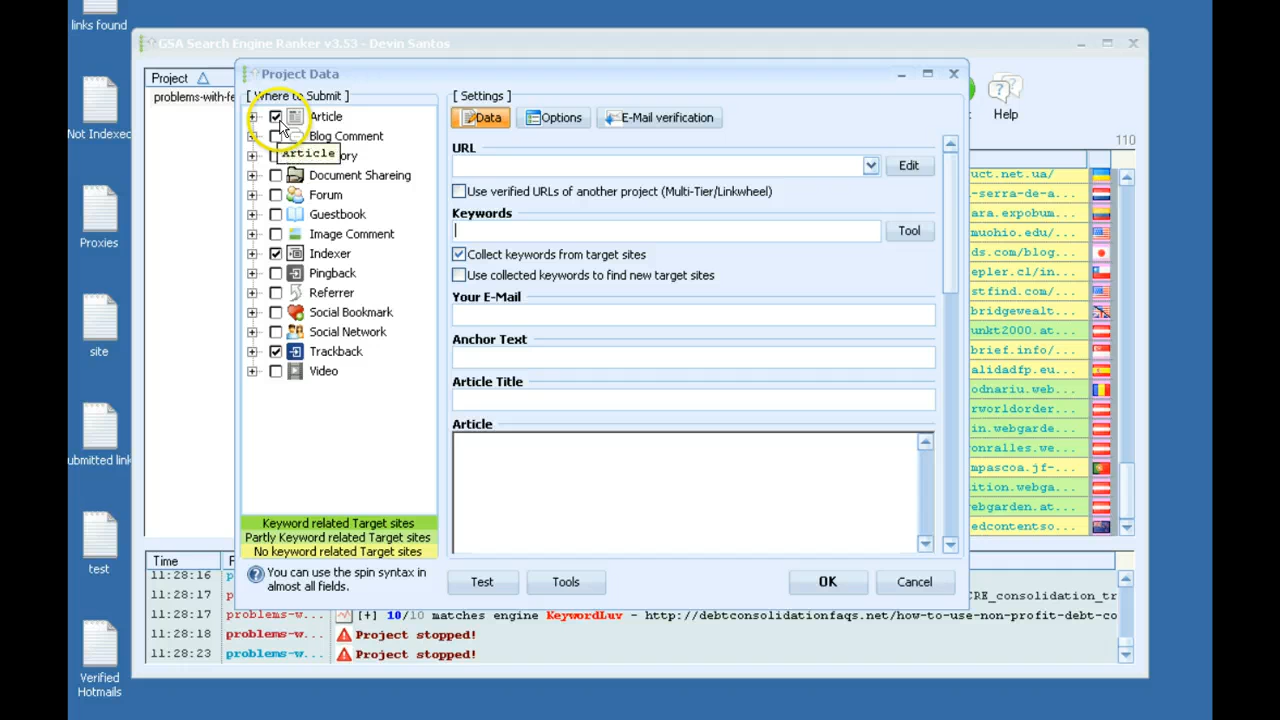 links found
Not Indexed
Proxies
site
ubmitted link
test
Verified
Hotmails
GSA Search Engine Ranker v3.53 - Devin Santos
Project
problems-with-fe
Help
110
Project Data
[ Where to Submit ]
Article
Blog Comment
Article
ory
Document Shareing
Forum
Guestbook
Image Comment
Indexer
Pingback
Referrer
Social Bookmark
Social Network
Trackback
Video
Keyword related Target sites
Partly Keyword related Target sites
No keyword related Target sites
You can use the spin syntax in
almost all fields.
[ Settings ]
Data
Options
E-Mail verification
URL
Edit
Use verified URLs of another project (Multi-Tier/Linkwheel)
Keywords
Tool
Collect keywords from target sites
Use collected keywords to find new target sites
Your E-Mail
Anchor Text
Article Title
Article
Test
Tools
OK
Cancel
uct.net.ua/
-serra-de-a...
ara.expobum...
muohio.edu/...
ds.com/blog...
epler.cl/in...
stfind.com/...
bridgewealt...
punkt2000.at...
brief.info/...
alidadfp.eu...
odnariu.web...
rworldorder...
in.webgarde...
onralles.we...
mpascoa.jf-...
ition.webga...
ebgarden.at...
edcontentso...
Time
11:28:16
CRE_consolidation_tr
11:28:17
11:28:17 problems-w... [+] 10/10 matches engine KeywordLuv - http://debtconsolidationfaqs.net/how-to-use-non-profit-debt-co
11:28:18 problems-w... Project stopped!
11:28:23 problems-w... Project stopped!